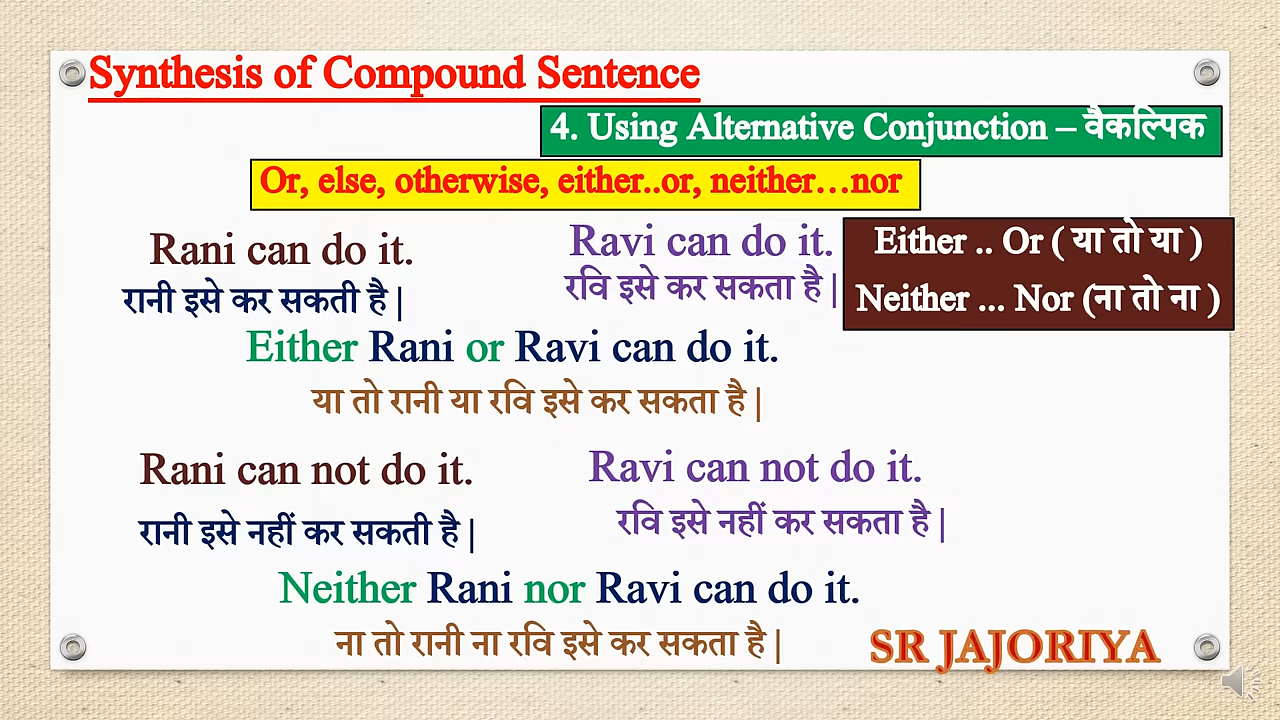 Synthesis of Compound Sentence
4. Using Alternative Conjunction – वैकल्पिक
Or, else, otherwise, either..or, neither…nor
Rani can do it.
Ravi can do it.
Either .. Or ( या तो या )
रानी इसे कर सकती है |
रवि इसे कर सकता है |
Neither ... Nor (ना तो ना )
Either Rani or Ravi can do it.
या तो रानी या रवि इसे कर सकता है |
Rani can not do it.
Ravi can not do it.
रानी इसे नहीं कर सकती है |
रवि इसे नहीं कर सकता है |
Neither Rani nor Ravi can do it.
ना तो रानी ना रवि इसे कर सकता है |
SR JAJORIYA